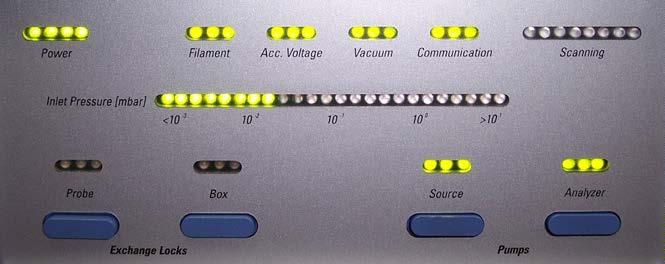 Power Filament Acc. Voltage Vacuum Communication Scanning
Inlet Pressure [mbar]
<10⁻³ 10⁻² 10⁻¹ 10⁰ >10¹
Probe Box Source Analyzer
Exchange Locks Pumps